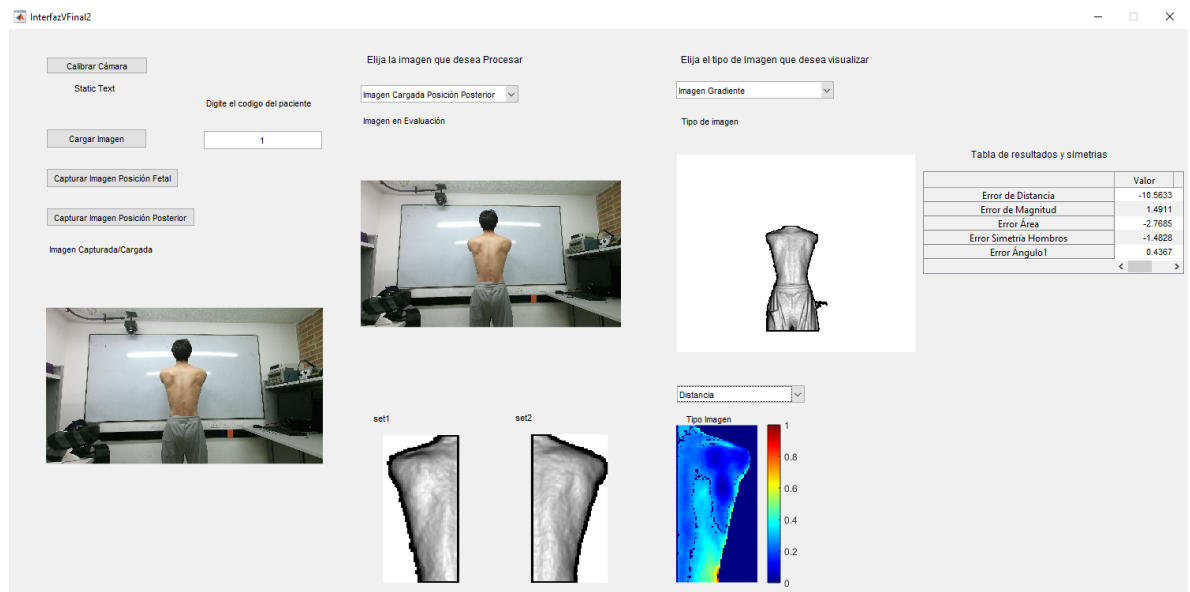 InterfazVFinal2
Calibrar Cámara
Static Text
Digite el codigo del paciente
Cargar Imagen
1
Capturar Imagen Posición Fetal
Capturar Imagen Posición Posterior
Imagen Capturada/Cargada
Elija la imagen que desea Procesar
Imagen Cargada Posición Posterior
Imagen en Evaluación
set1
set2
Elija el tipo de Imagen que desea visualizar
Imagen Gradiente
Tipo de imagen
Distancia
Tipo Imagen
1
0.8
0.6
0.4
0.2
0
Tabla de resultados y simetrias
Valor
Error de Distancia -10.5633
Error de Magnitud 1.4911
Error Área -2.7685
Error Simetría Hombros -1.4828
Error Ángulo1 0.4367